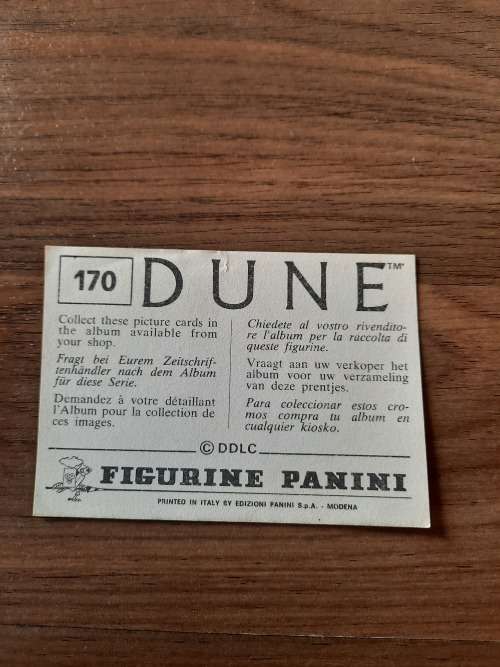 170
DUNE™
Collect these picture cards in
the album available from
your shop.
Fragt bei Eurem Zeitschrif-
tenhändler nach dem Album
für diese Serie.
Demandez à votre détaillant
l'Album pour la collection de
ces images.
Chiedete al vostro rivendito-
re l'album per la raccolta di
queste figurine.
Vraagt aan uw verkoper het
album voor uw verzameling
van deze prentjes.
Para coleccionar estos cro-
mos compra tu album en
cualquier kiosko.
© DDLC
FIGURINE PANINI
PRINTED IN ITALY BY EDIZIONI PANINI S.p.A. - MODENA